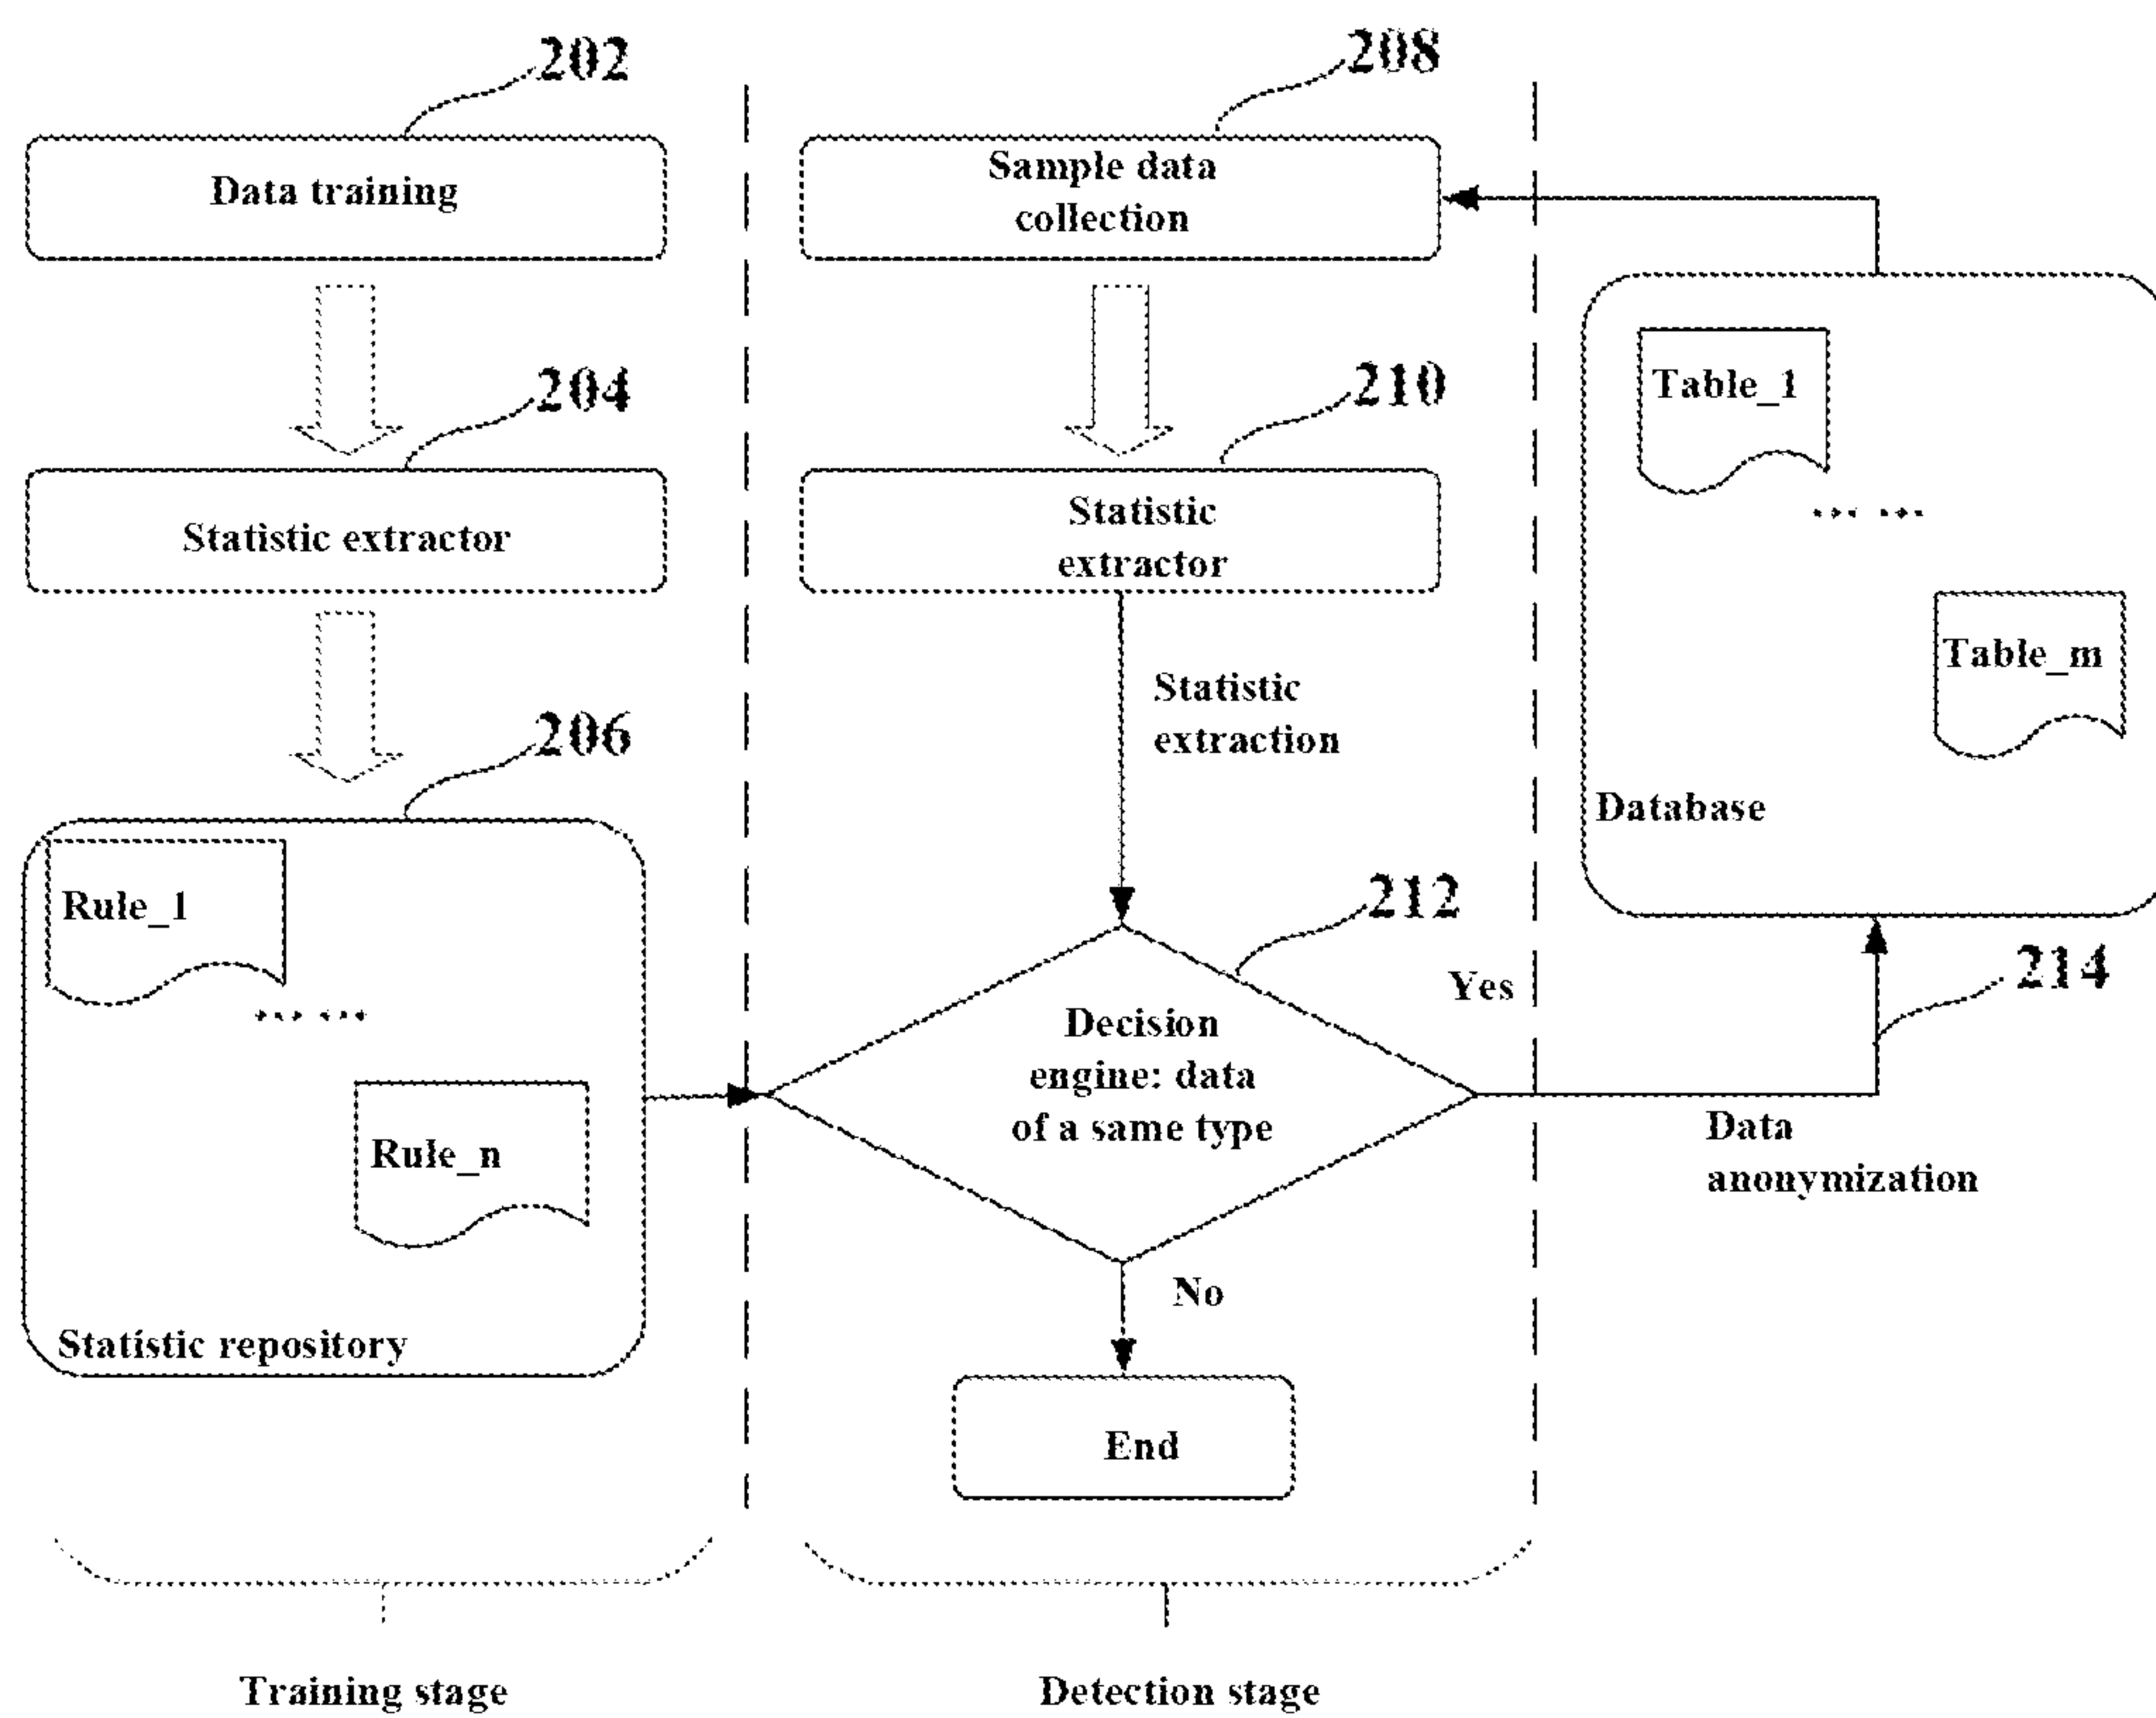 202
Data training
204
Statistic extractor
206
Rule_1
... ...
Rule_n
Statistic repository
Training stage
208
Sample data
collection
210
Statistic
extractor
Statistic
extraction
212
Decision
engine: data
of a same type
Yes
No
End
Detection stage
Table_1
... ...
Table_m
Database
214
Data
anonymization